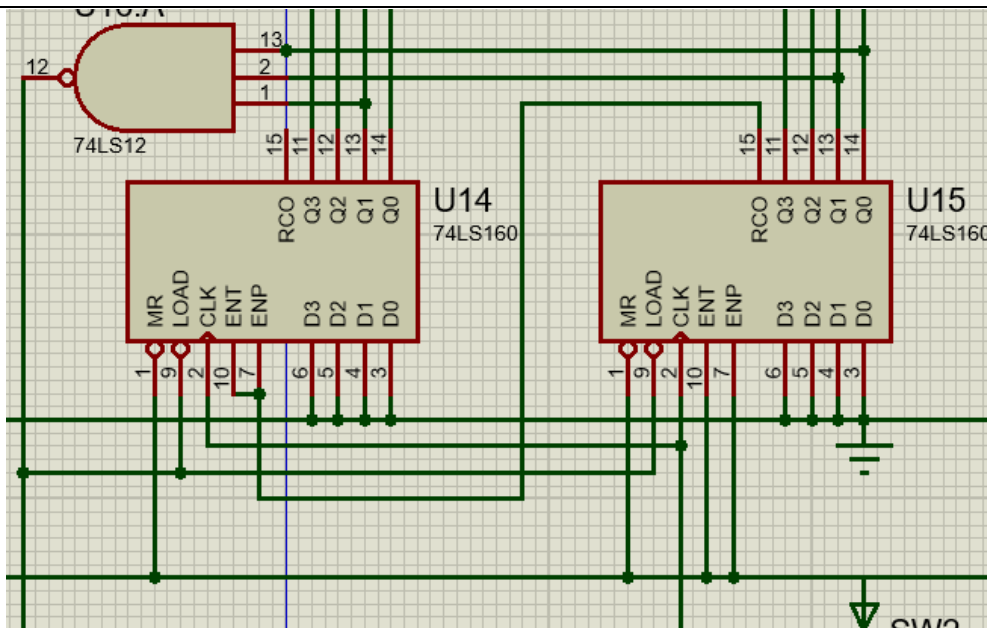 13
12
2
1
74LS12
15
11
12
13
14
15
11
12
13
14
RCO
Q3
Q2
Q1
Q0
U14
74LS160
RCO
Q3
Q2
Q1
Q0
U15
74LS160
MR
LOAD
CLK
ENT
ENP
D3
D2
D1
D0
MR
LOAD
CLK
ENT
ENP
D3
D2
D1
D0
1
9
2
10
7
6
5
4
3
1
9
2
10
7
6
5
4
3